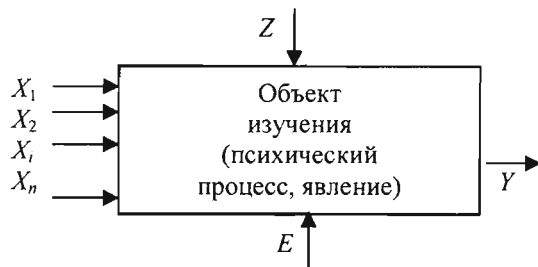 Z
X₁
X₂
Xᵢ
Xₙ
Объект
изучения
(психический
процесс, явление)
Y
E